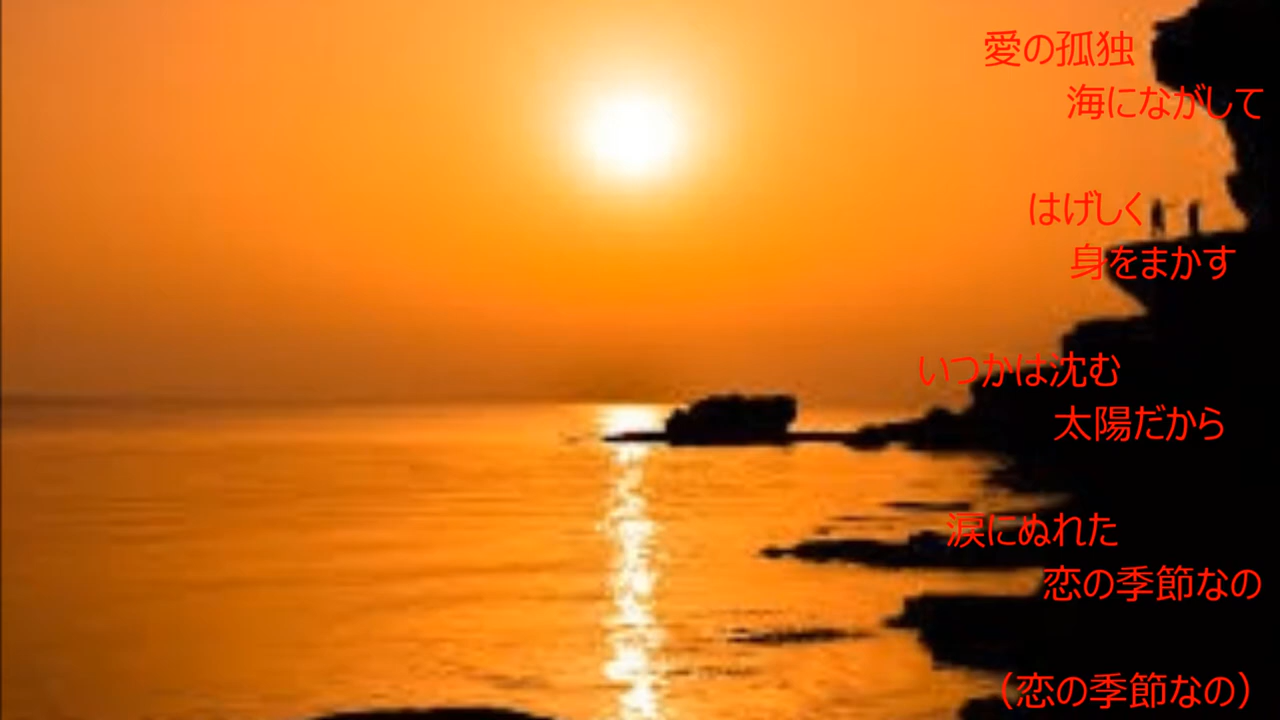 愛の孤独
海にながして
はげしく
身をまかす
いつかは沈む
太陽だから
涙にぬれた
恋の季節なの
（恋の季節なの）